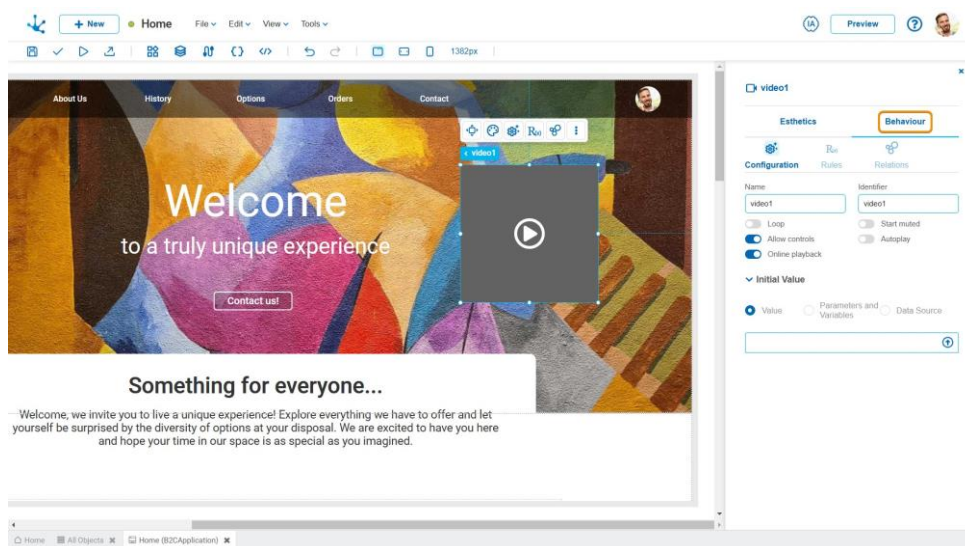 + New
Home
File
Edit
View
Tools
IA
Preview
?
1382px
About Us
History
Options
Orders
Contact
video1
Welcome
to a truly unique experience
Contact us!
Something for everyone...
Welcome, we invite you to live a unique experience! Explore everything we have to offer and let
yourself be surprised by the diversity of options at your disposal. We are excited to have you here
and hope your time in our space is as special as you imagined.
video1
Esthetics
Behaviour
Configuration
Rules
Relations
Name
Identifier
video1
video1
Loop
Start muted
Allow controls
Autoplay
Online playback
Initial Value
Value
Parameters and
Variables
Data Source
Home
All Objects
Home (B2CApplication)